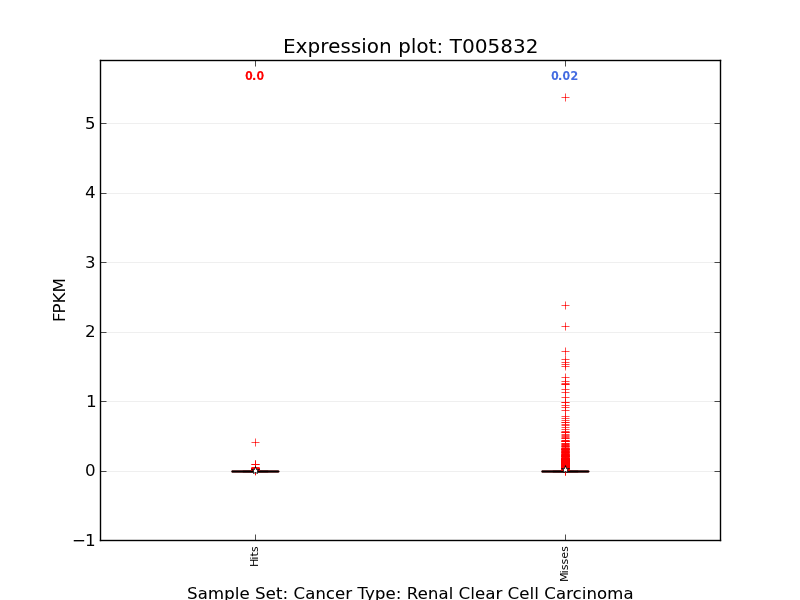 Expression plot: T005832
0.0
0.02
5
4
3
2
1
0
−1
FPKM
Hits
Misses
Sample Set: Cancer Type: Renal Clear Cell Carcinoma